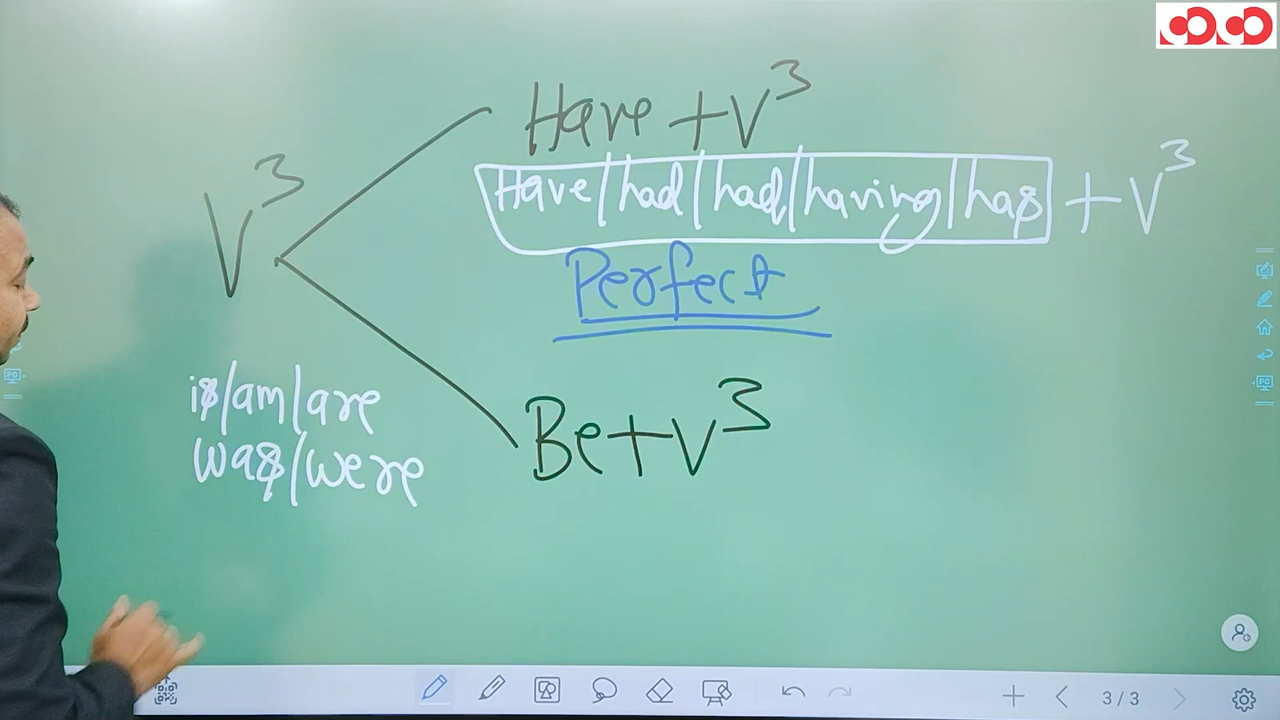 Have + V3
Have/had/had/having/has + V3
V3
Perfect
is/am/are
was/were
Be + V3
3/3